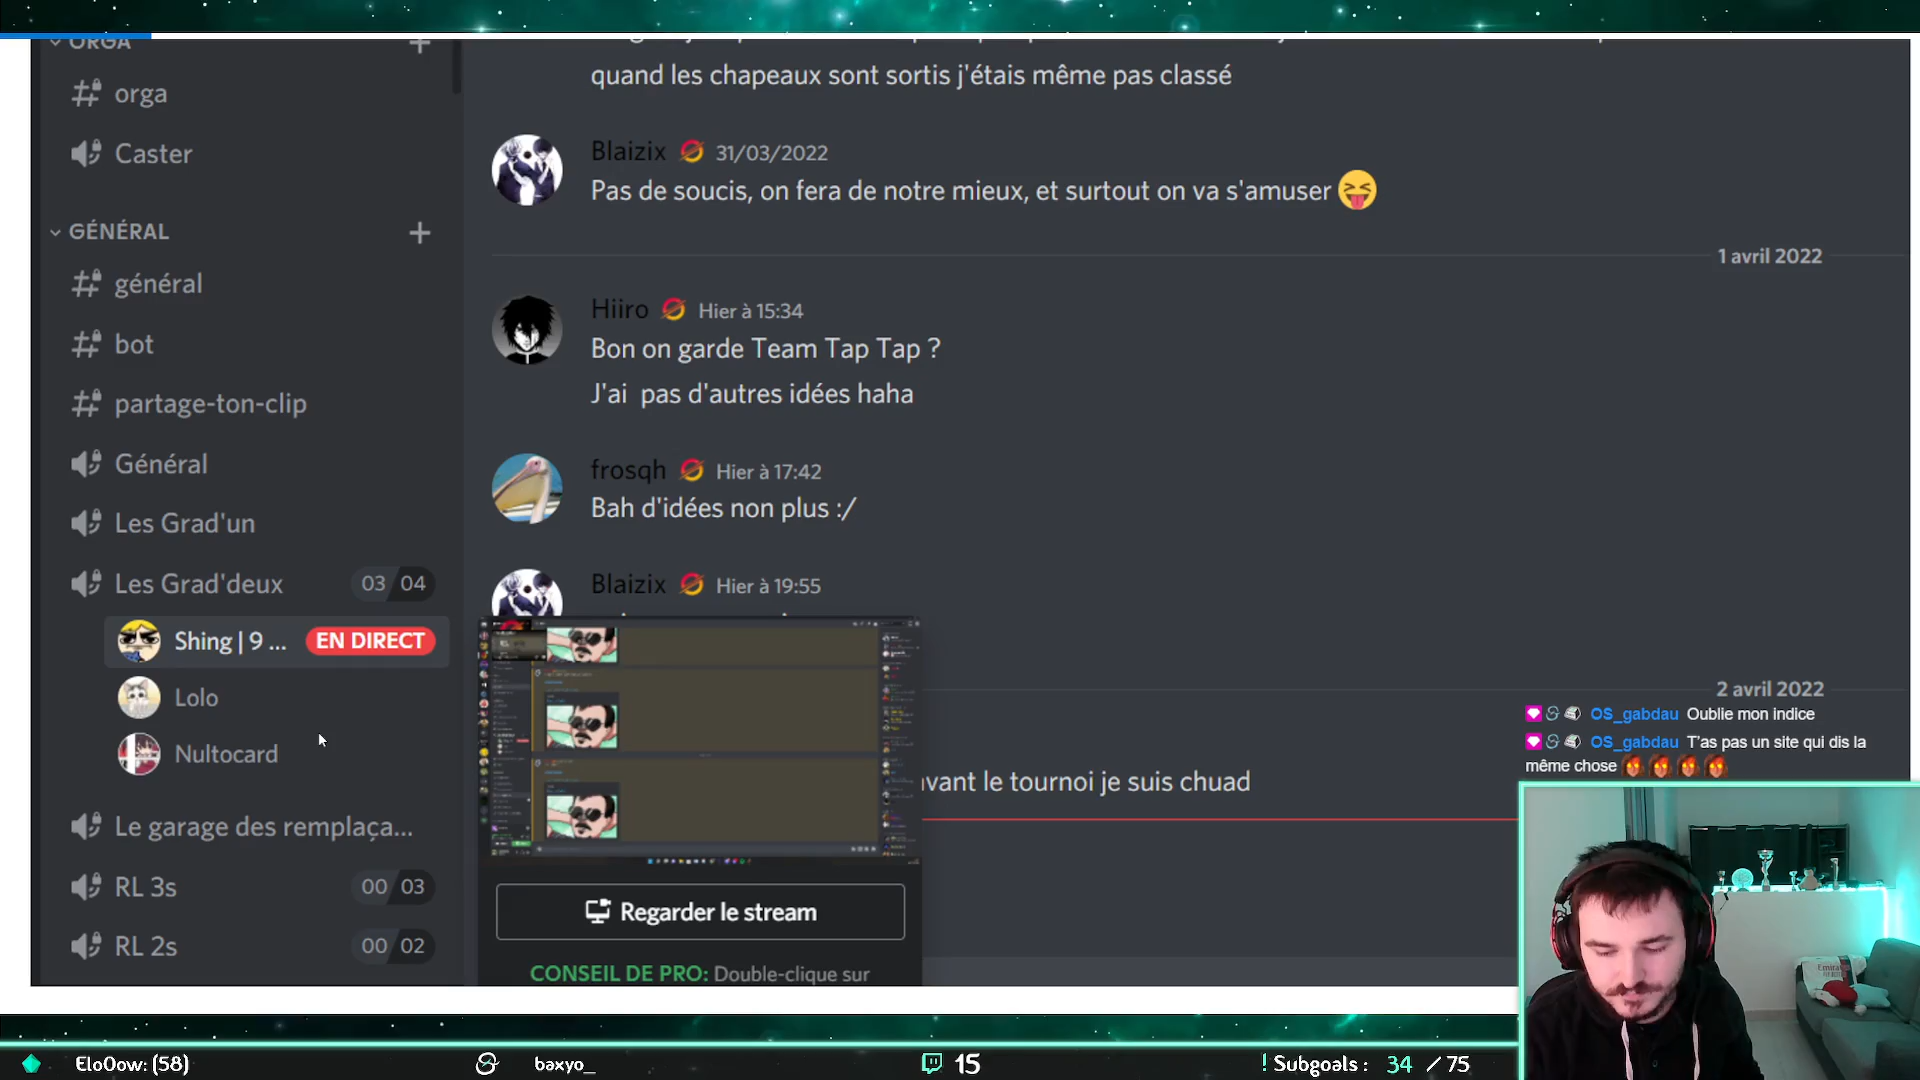 ORGA
orga
Caster
GÉNÉRAL
général
bot
partage-ton-clip
Général
Les Grad'un
Les Grad'deux 03 04
Shing | 9 ... EN DIRECT
Lolo
Nultocard
Le garage des remplaça...
RL 3s 00 03
RL 2s 00 02
quand les chapeaux sont sortis j'étais même pas classé
Blaizix 31/03/2022
Pas de soucis, on fera de notre mieux, et surtout on va s'amuser
1 avril 2022
Hiiro Hier à 15:34
Bon on garde Team Tap Tap ?
J'ai pas d'autres idées haha
frosqh Hier à 17:42
Bah d'idées non plus :/
Blaizix Hier à 19:55
2 avril 2022
avant le tournoi je suis chuad
Regarder le stream
CONSEIL DE PRO: Double-clique sur
OS_gabdau Oublie mon indice
OS_gabdau T'as pas un site qui dis la
même chose
Elo0ow: (58)
baxyo_
15
! Subgoals : 34 / 75